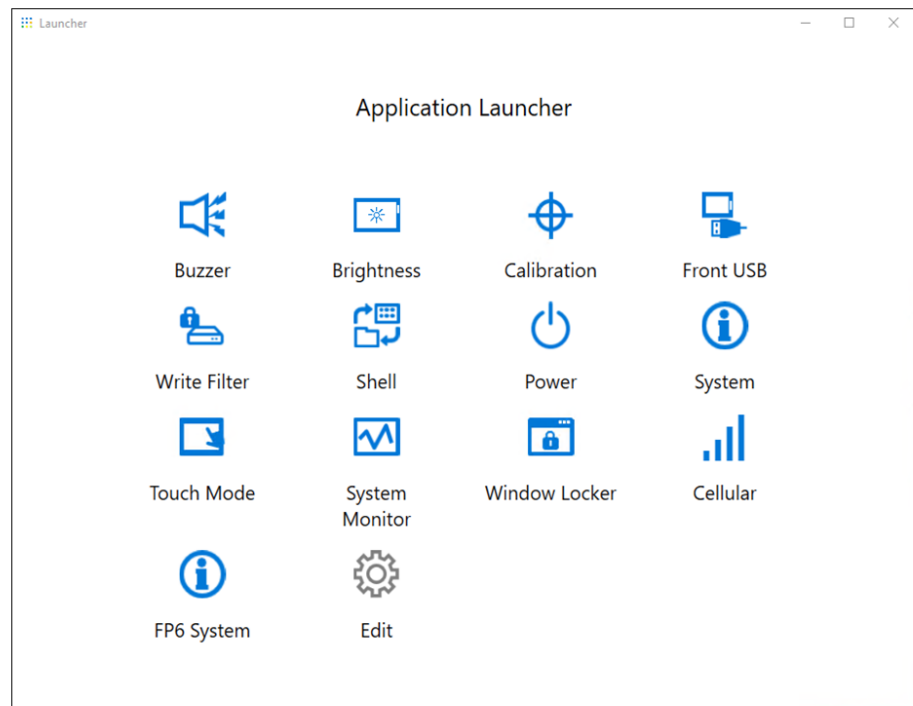 Launcher
Application Launcher
Buzzer
Brightness
Calibration
Front USB
Write Filter
Shell
Power
System
Touch Mode
System
Monitor
Window Locker
Cellular
FP6 System
Edit